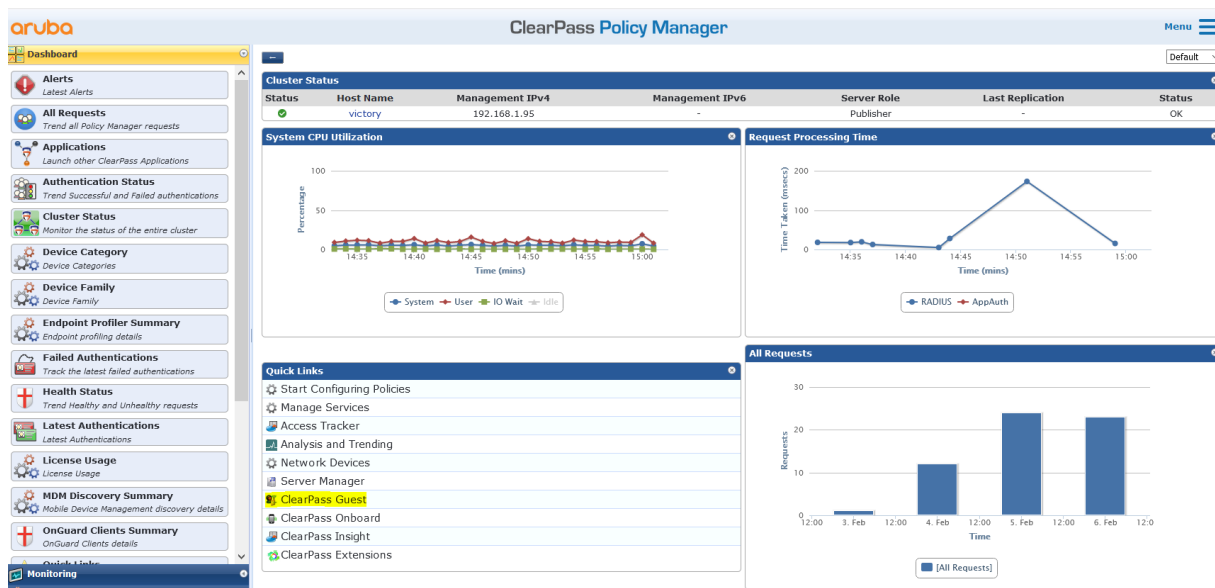 aruba
ClearPass Policy Manager
Menu
Dashboard
Default
Alerts
Latest Alerts
All Requests
Trend all Policy Manager requests
Applications
Launch other ClearPass Applications
Authentication Status
Trend Successful and Failed authentications
Cluster Status
Monitor the status of the entire cluster
Device Category
Device Categories
Device Family
Device Family
Endpoint Profiler Summary
Endpoint profiling details
Failed Authentications
Track the latest failed authentications
Health Status
Trend Healthy and Unhealthy requests
Latest Authentications
Latest Authentications
License Usage
License Usage
MDM Discovery Summary
Mobile Device Management discovery details
OnGuard Clients Summary
OnGuard Clients details
Quick Links
Monitoring
Cluster Status
Status Host Name Management IPv4 Management IPv6 Server Role Last Replication Status
victory 192.168.1.95 - Publisher - OK
System CPU Utilization
Percentage
100
50
0
14:35 14:40 14:45 14:50 14:55 15:00
Time (mins)
System User IO Wait Idle
Request Processing Time
Time Taken (msecs)
200
100
0
14:35 14:40 14:45 14:50 14:55 15:00
Time (mins)
RADIUS AppAuth
Quick Links
Start Configuring Policies
Manage Services
Access Tracker
Analysis and Trending
Network Devices
Server Manager
ClearPass Guest
ClearPass Onboard
ClearPass Insight
ClearPass Extensions
All Requests
Requests
30
20
10
0
12:00 3. Feb 12:00 4. Feb 12:00 5. Feb 12:00 6. Feb 12:0
Time
[All Requests]